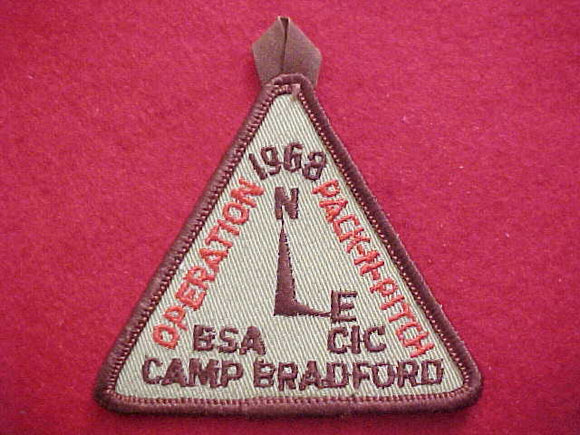 1968
OPERATION PACK-N-PITCH
N
E
BSA CIC
CAMP BRADFORD